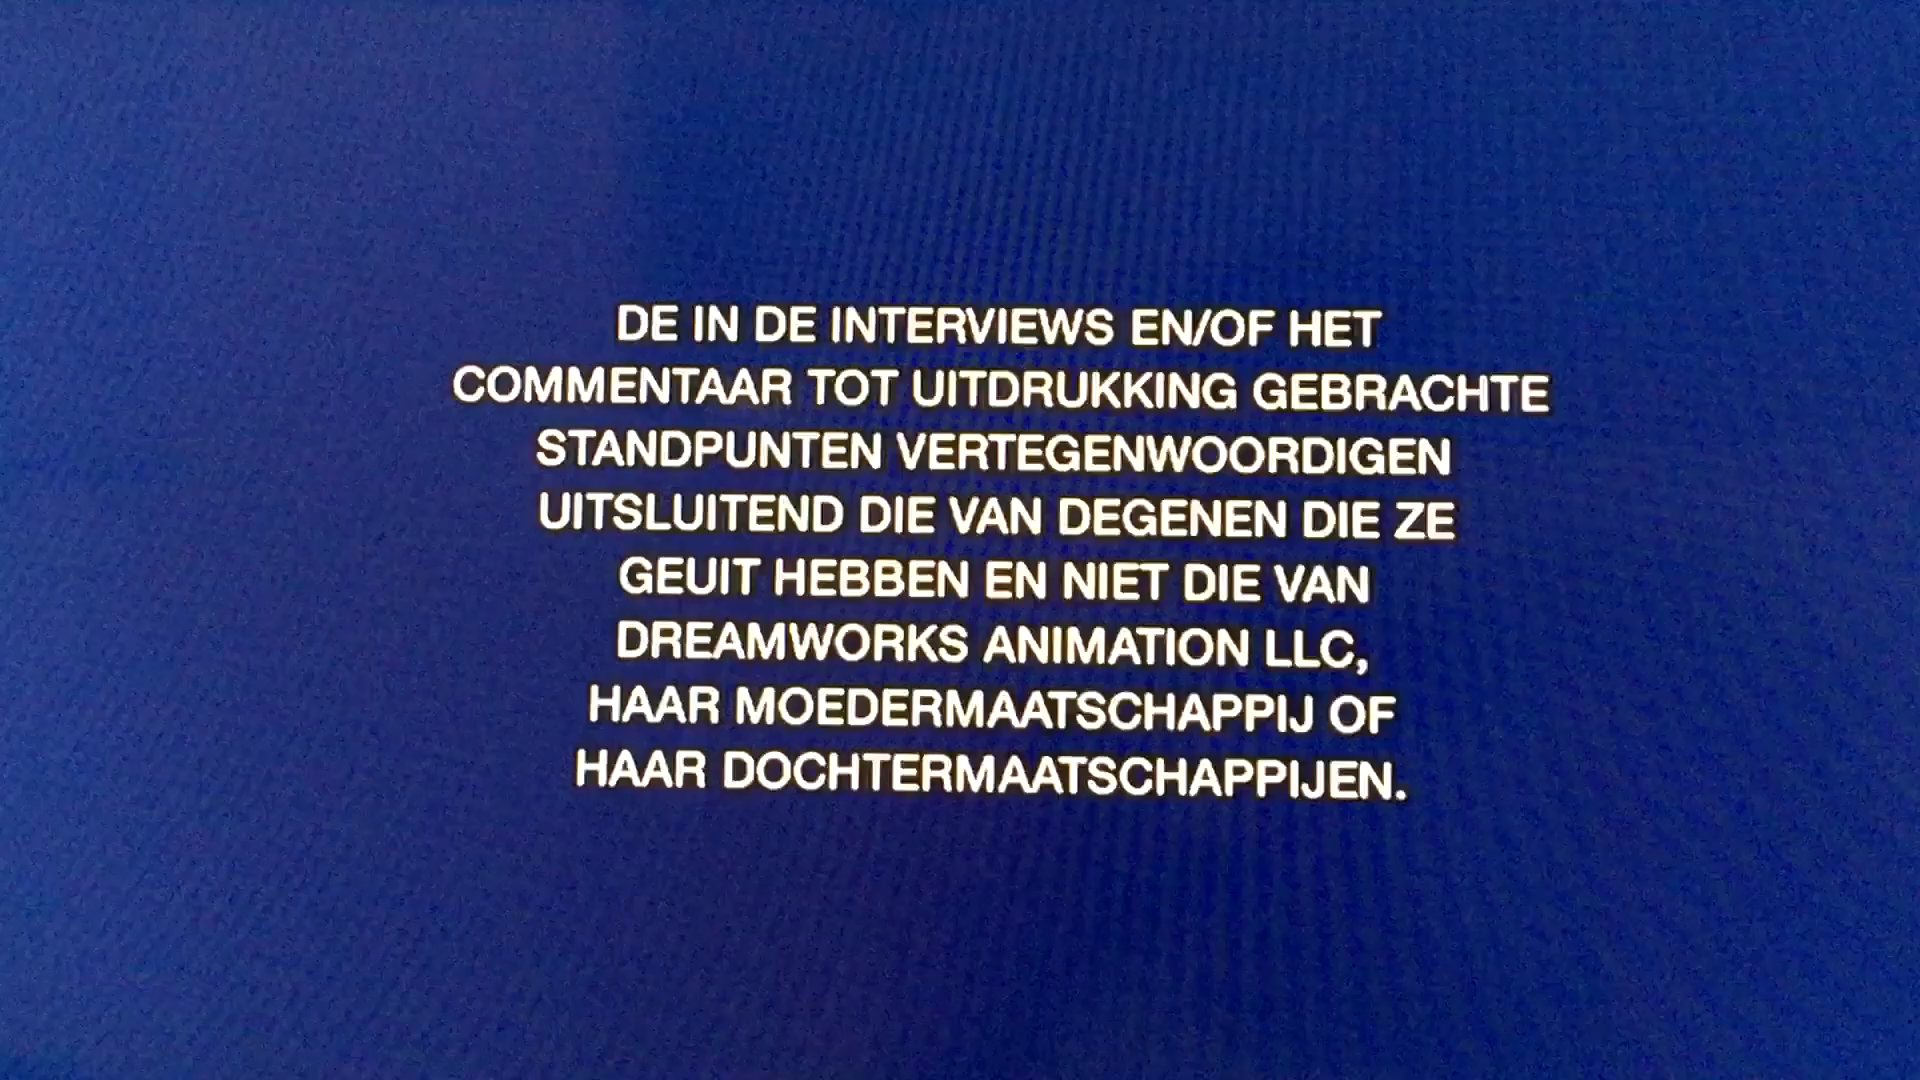 DE IN DE INTERVIEWS EN/OF HET
COMMENTAAR TOT UITDRUKKING GEBRACHTE
STANDPUNTEN VERTEGENWOORDIGEN
UITSLUITEND DIE VAN DEGENEN DIE ZE
GEUIT HEBBEN EN NIET DIE VAN
DREAMWORKS ANIMATION LLC,
HAAR MOEDERMAATSCHAPPIJ OF
HAAR DOCHTERMAATSCHAPPIJEN.